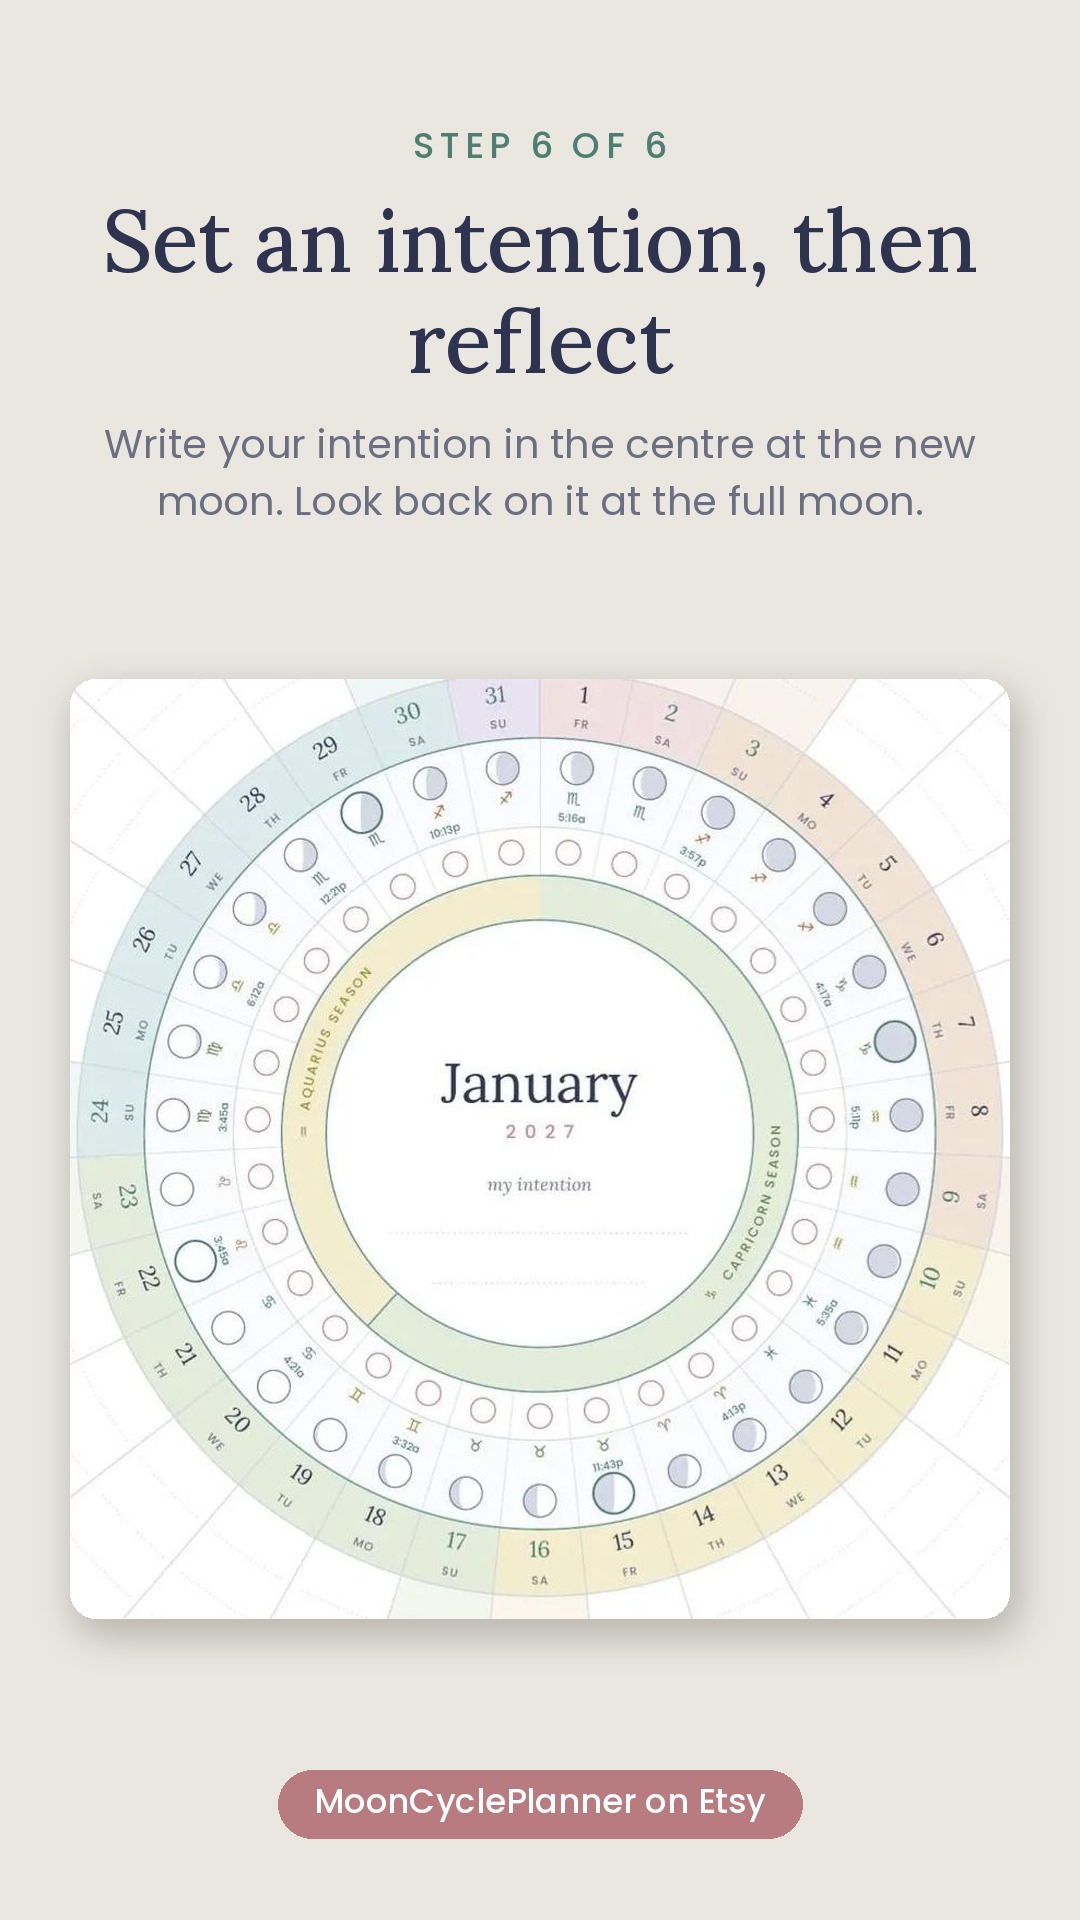 STEP 6 OF 6
Set an intention, then
reflect
Write your intention in the centre at the new
moon. Look back on it at the full moon.
1 FR ♏ 5:16a
2 SA ♏
3 SU ♐ 3:57p
4 MO ♐
5 TU ♐
6 WE ♑ 4:17a
7 TH ♑
8 FR ♒ 5:11p
9 SA ♒
10 SU ♒
11 MO ♓ 5:35a
12 TU ♓
13 WE ♈ 4:13p
14 TH ♈
15 FR ♉ 11:43p
16 SA ♉
17 SU ♉
18 MO ♊ 3:32a
19 TU ♊
20 WE ♋ 4:21a
21 TH ♋
22 FR ♌ 3:45a
23 SA ♌
24 SU ♍ 3:45a
25 MO ♍
26 TU ♎ 6:12a
27 WE ♎
28 TH ♏ 12:21p
29 FR ♏
30 SA ♐ 10:13p
31 SU ♐
♒ AQUARIUS SEASON
♑ CAPRICORN SEASON
January
2027
my intention
MoonCyclePlanner on Etsy